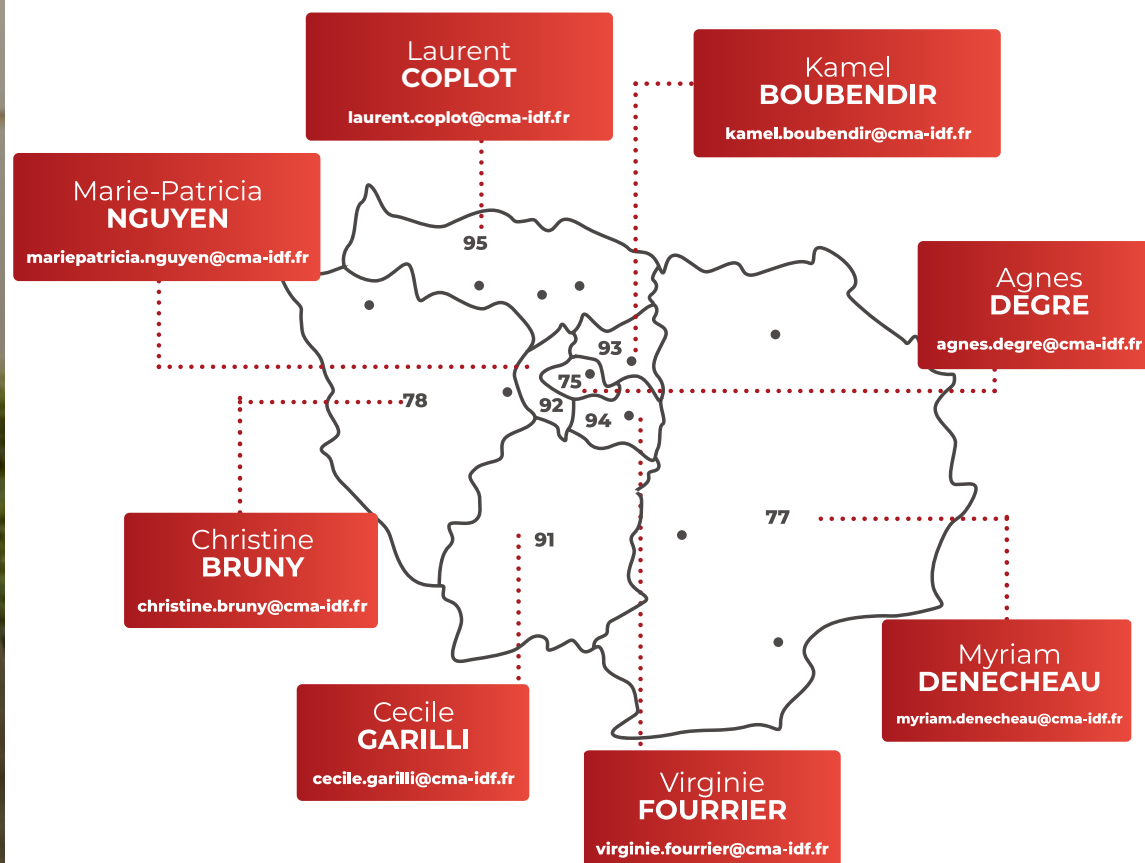 Laurent
COPLOT
laurent.coplot@cma-idf.fr
Kamel
BOUBENDIR
kamel.boubendir@cma-idf.fr
Marie-Patricia
NGUYEN
mariepatricia.nguyen@cma-idf.fr
95
Agnes
DEGRE
agnes.degre@cma-idf.fr
93
75
78
92
94
77
91
Christine
BRUNY
christine.bruny@cma-idf.fr
Myriam
DENECHEAU
myriam.denecheau@cma-idf.fr
Cecile
GARILLI
cecile.garilli@cma-idf.fr
Virginie
FOURRIER
virginie.fourrier@cma-idf.fr